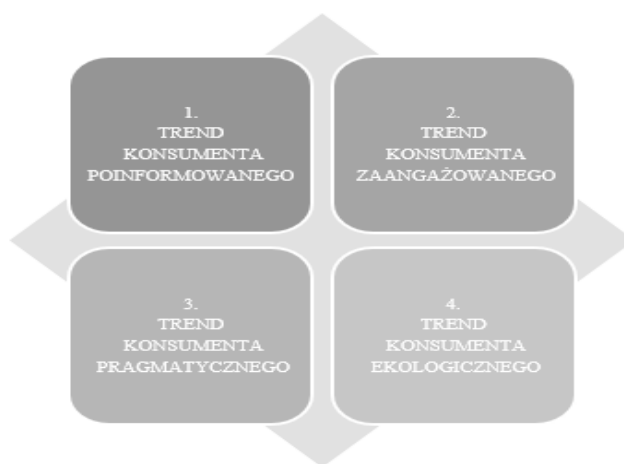 1.
TREND
KONSUMENTA
POINFORMOWANEGO
2.
TREND
KONSUMENTA
ZAANGAŻOWANEGO
3.
TREND
KONSUMENTA
PRAGMATYCZNEGO
4.
TREND
KONSUMENTA
EKOLOGICZNEGO